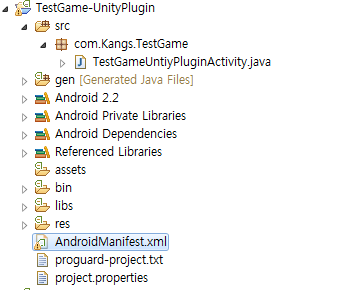 TestGame-UnityPlugin
src
com.Kangs.TestGame
TestGameUntiyPluginActivity.java
gen [Generated Java Files]
Android 2.2
Android Private Libraries
Android Dependencies
Referenced Libraries
assets
bin
libs
res
AndroidManifest.xml
proguard-project.txt
project.properties